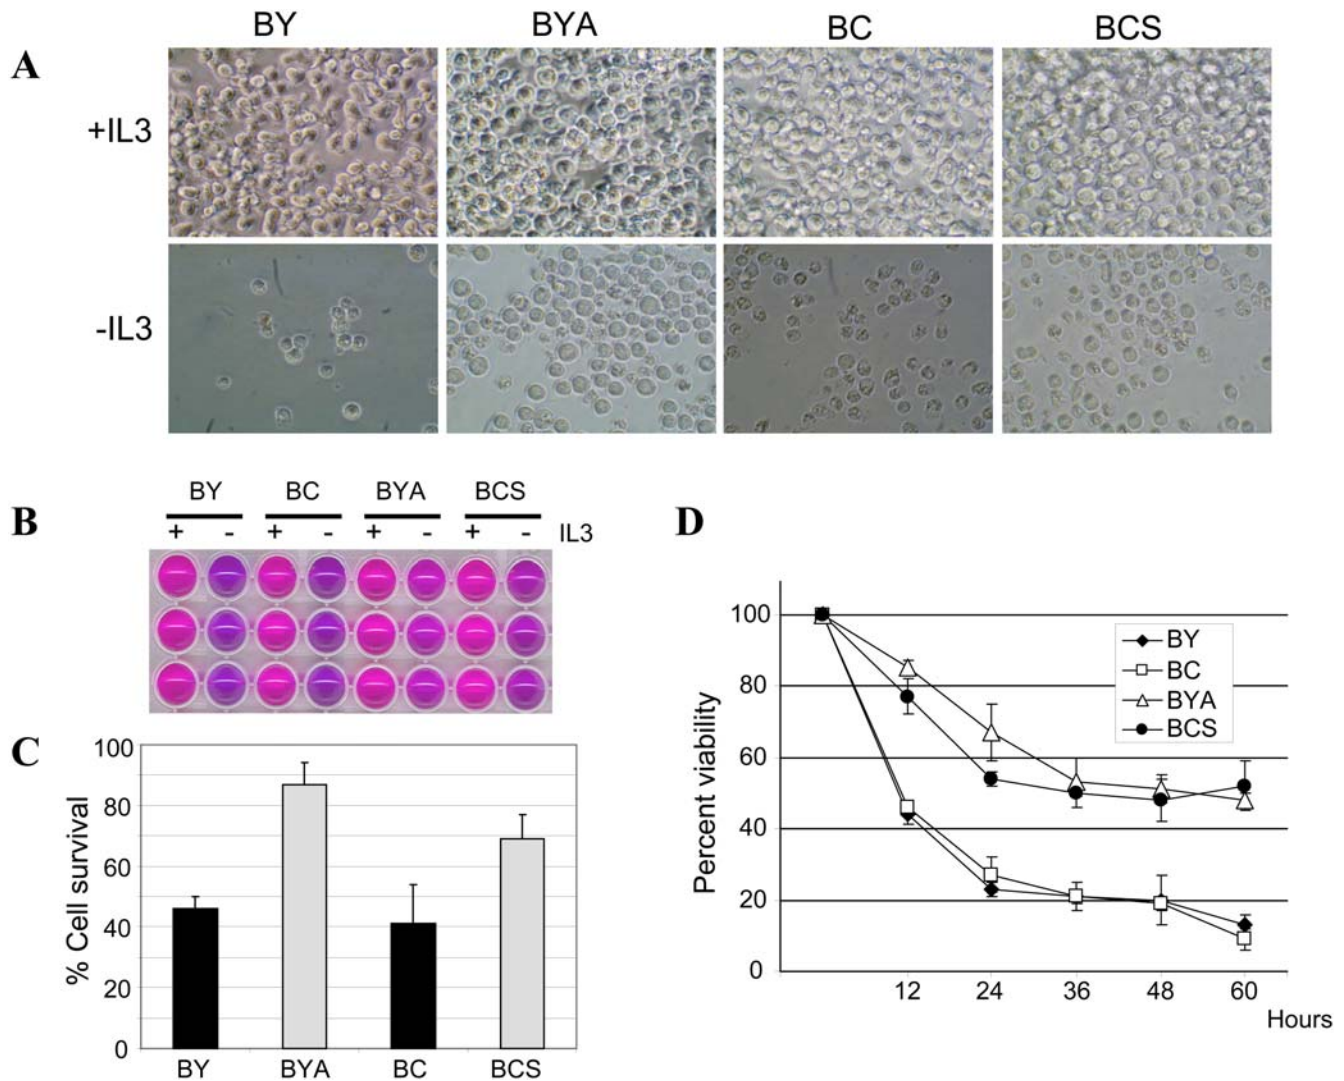 BY BYA BC BCS
A
+IL3
-IL3
B
BY BC BYA BCS
+ - + - + - + - IL3
C
% Cell survival
100
80
60
40
20
0
BY BYA BC BCS
D
Percent viability
100
80
60
40
20
0
BY
BC
BYA
BCS
12 24 36 48 60
Hours